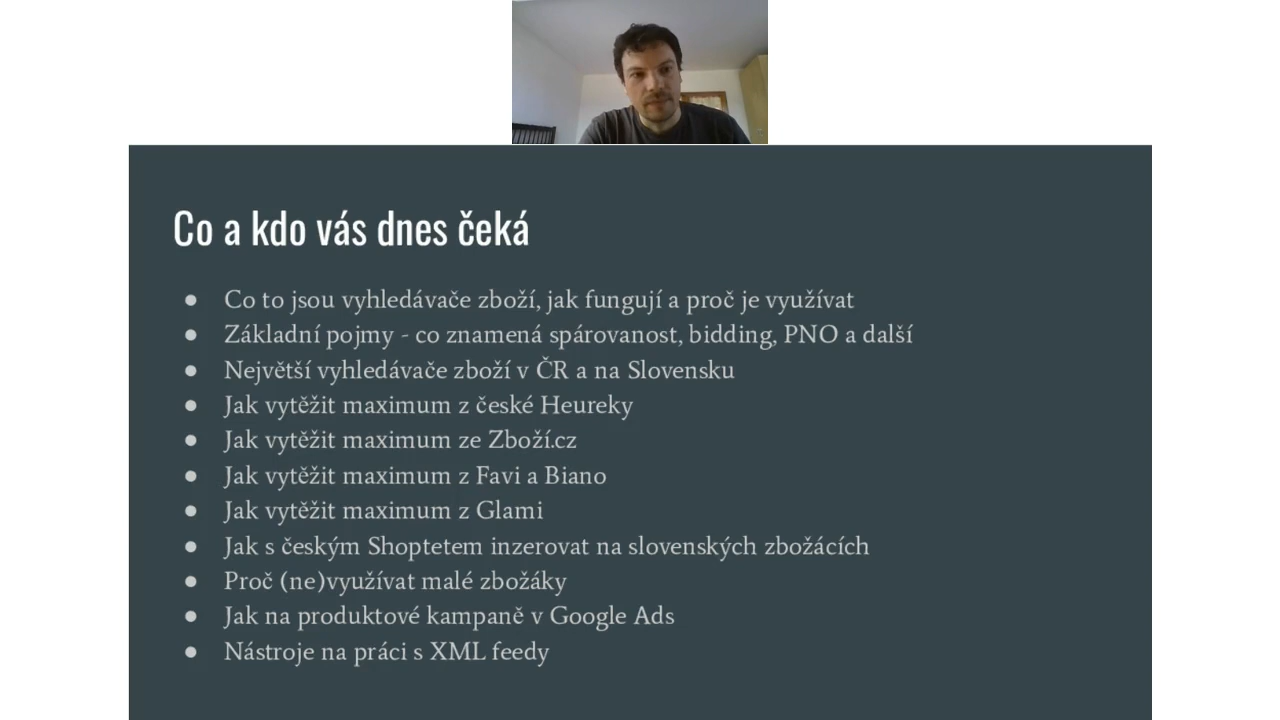 Co a kdo vás dnes čeká
● Co to jsou vyhledávače zboží, jak fungují a proč je využívat
● Základní pojmy - co znamená spárovanost, bidding, PNO a další
● Největší vyhledávače zboží v ČR a na Slovensku
● Jak vytěžit maximum z české Heureky
● Jak vytěžit maximum ze Zboží.cz
● Jak vytěžit maximum z Favi a Biano
● Jak vytěžit maximum z Glami
● Jak s českým Shoptetem inzerovat na slovenských zbožácích
● Proč (ne)využívat malé zbožáky
● Jak na produktové kampaně v Google Ads
● Nástroje na práci s XML feedy